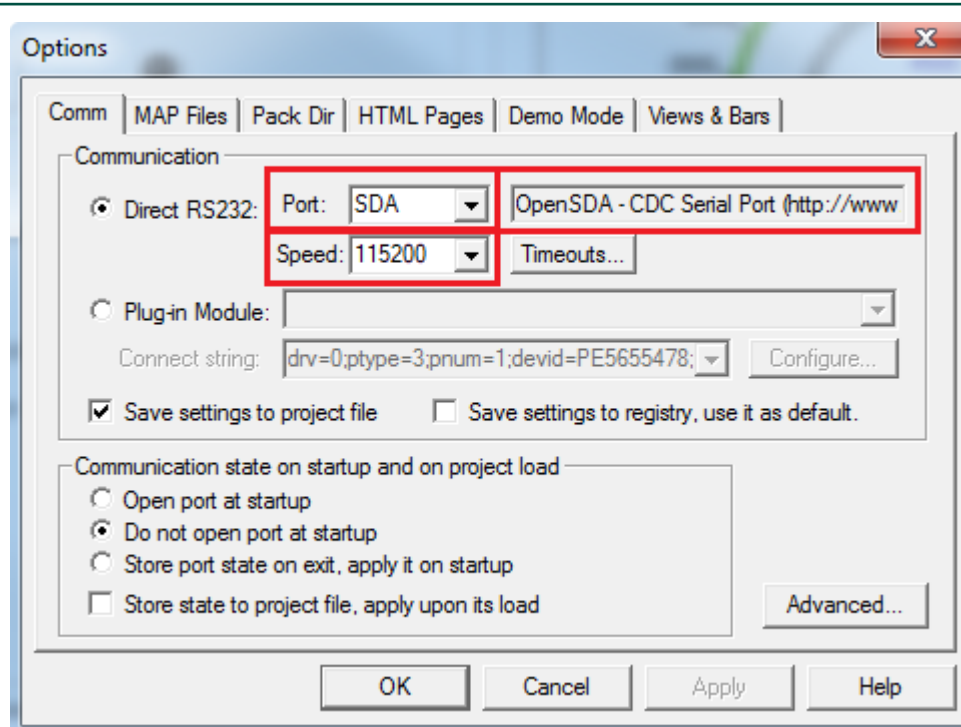 Options
Comm MAP Files Pack Dir HTML Pages Demo Mode Views & Bars
Communication
Direct RS232: Port: SDA OpenSDA - CDC Serial Port (http://www
Speed: 115200 Timeouts...
Plug-in Module:
Connect string: drv=0;ptype=3;pnum=1;devid=PE5655478; Configure...
Save settings to project file Save settings to registry, use it as default.
Communication state on startup and on project load
Open port at startup
Do not open port at startup
Store port state on exit, apply it on startup
Store state to project file, apply upon its load Advanced...
OK Cancel Apply Help